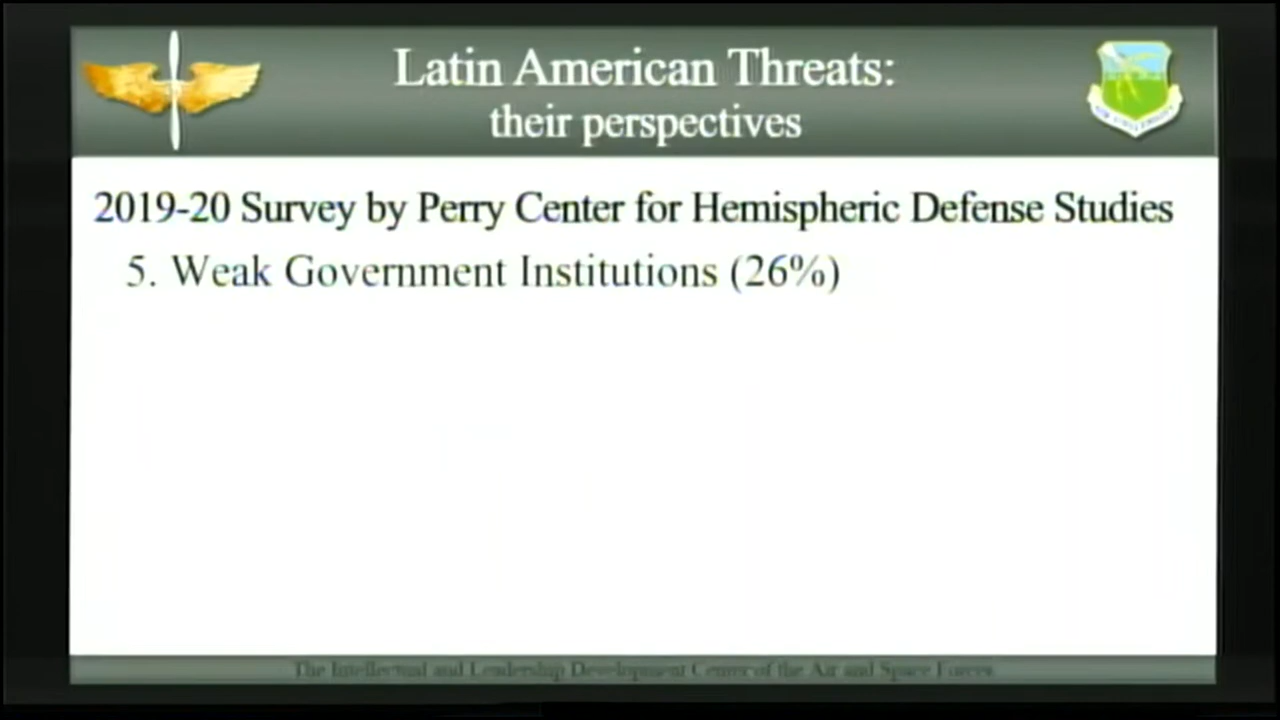 Latin American Threats:
their perspectives
2019-20 Survey by Perry Center for Hemispheric Defense Studies
5. Weak Government Institutions (26%)
The Intellectual and Leadership Development Center of the Air and Space Forces